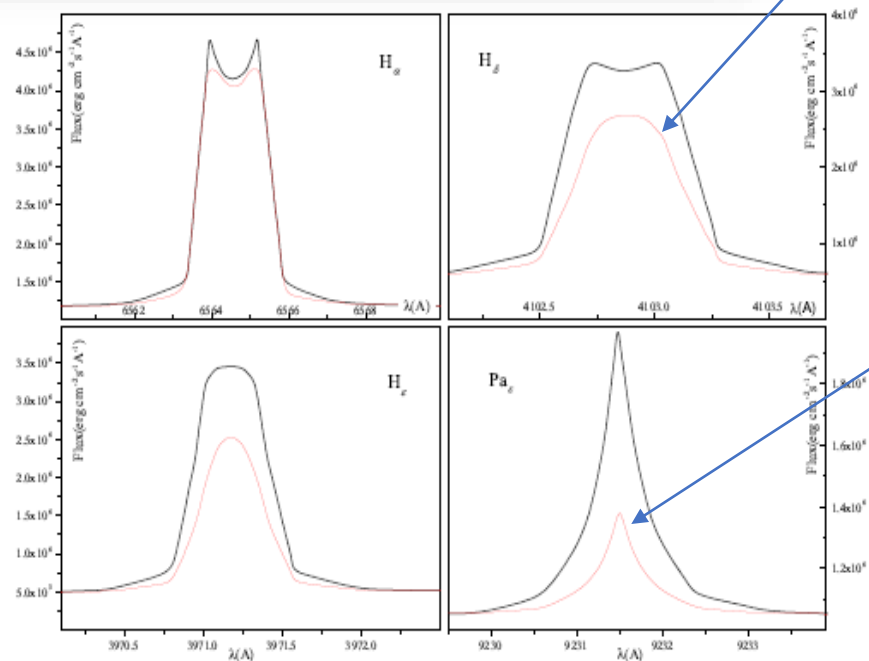 Flux(erg cm⁻²s⁻¹A⁻¹)
4.5x10⁶
4.0x10⁶
3.5x10⁶
3.0x10⁶
2.5x10⁶
2.0x10⁶
1.5x10⁶
Hα
6562 6564 6566 6568 λ(A)
Hδ
Flux(erg cm⁻²s⁻¹A⁻¹)
4x10⁶
3x10⁶
2x10⁶
1x10⁶
4102.5 4103.0 4103.5 λ(A)
Flux(erg cm⁻²s⁻¹A⁻¹)
3.5x10⁶
3.0x10⁶
2.5x10⁶
2.0x10⁶
1.5x10⁶
1.0x10⁶
5.0x10⁵
Hε
3970.5 3971.0 3971.5 3972.0
λ(A)
Paε
Flux(erg cm⁻²s⁻¹A⁻¹)
1.8x10⁶
1.6x10⁶
1.4x10⁶
1.2x10⁶
9230 9231 9232 9233
λ(A)